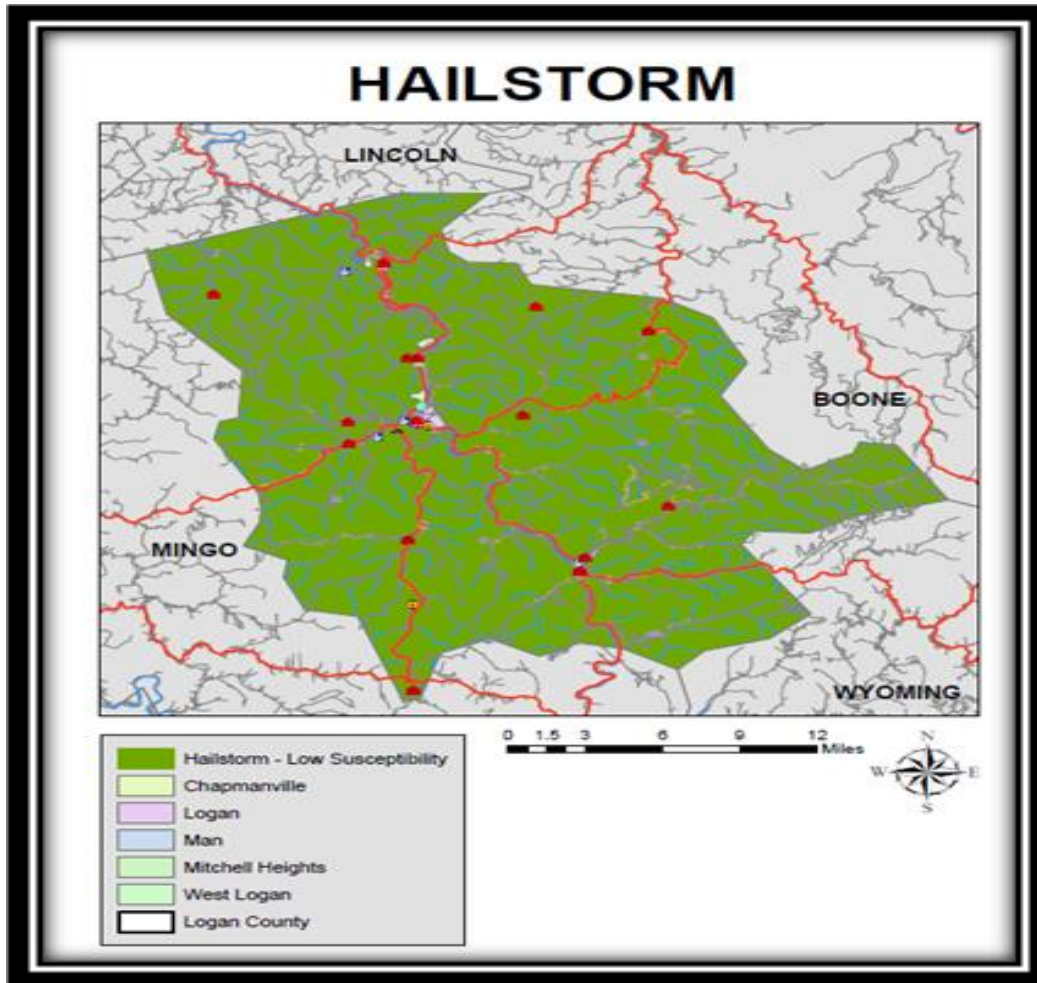 HAILSTORM
LINCOLN
BOONE
MINGO
WYOMING
0 1.5 3 6 9 12
Miles
N
W E
S
Hailstorm - Low Susceptibility
Chapmanville
Logan
Man
Mitchell Heights
West Logan
Logan County